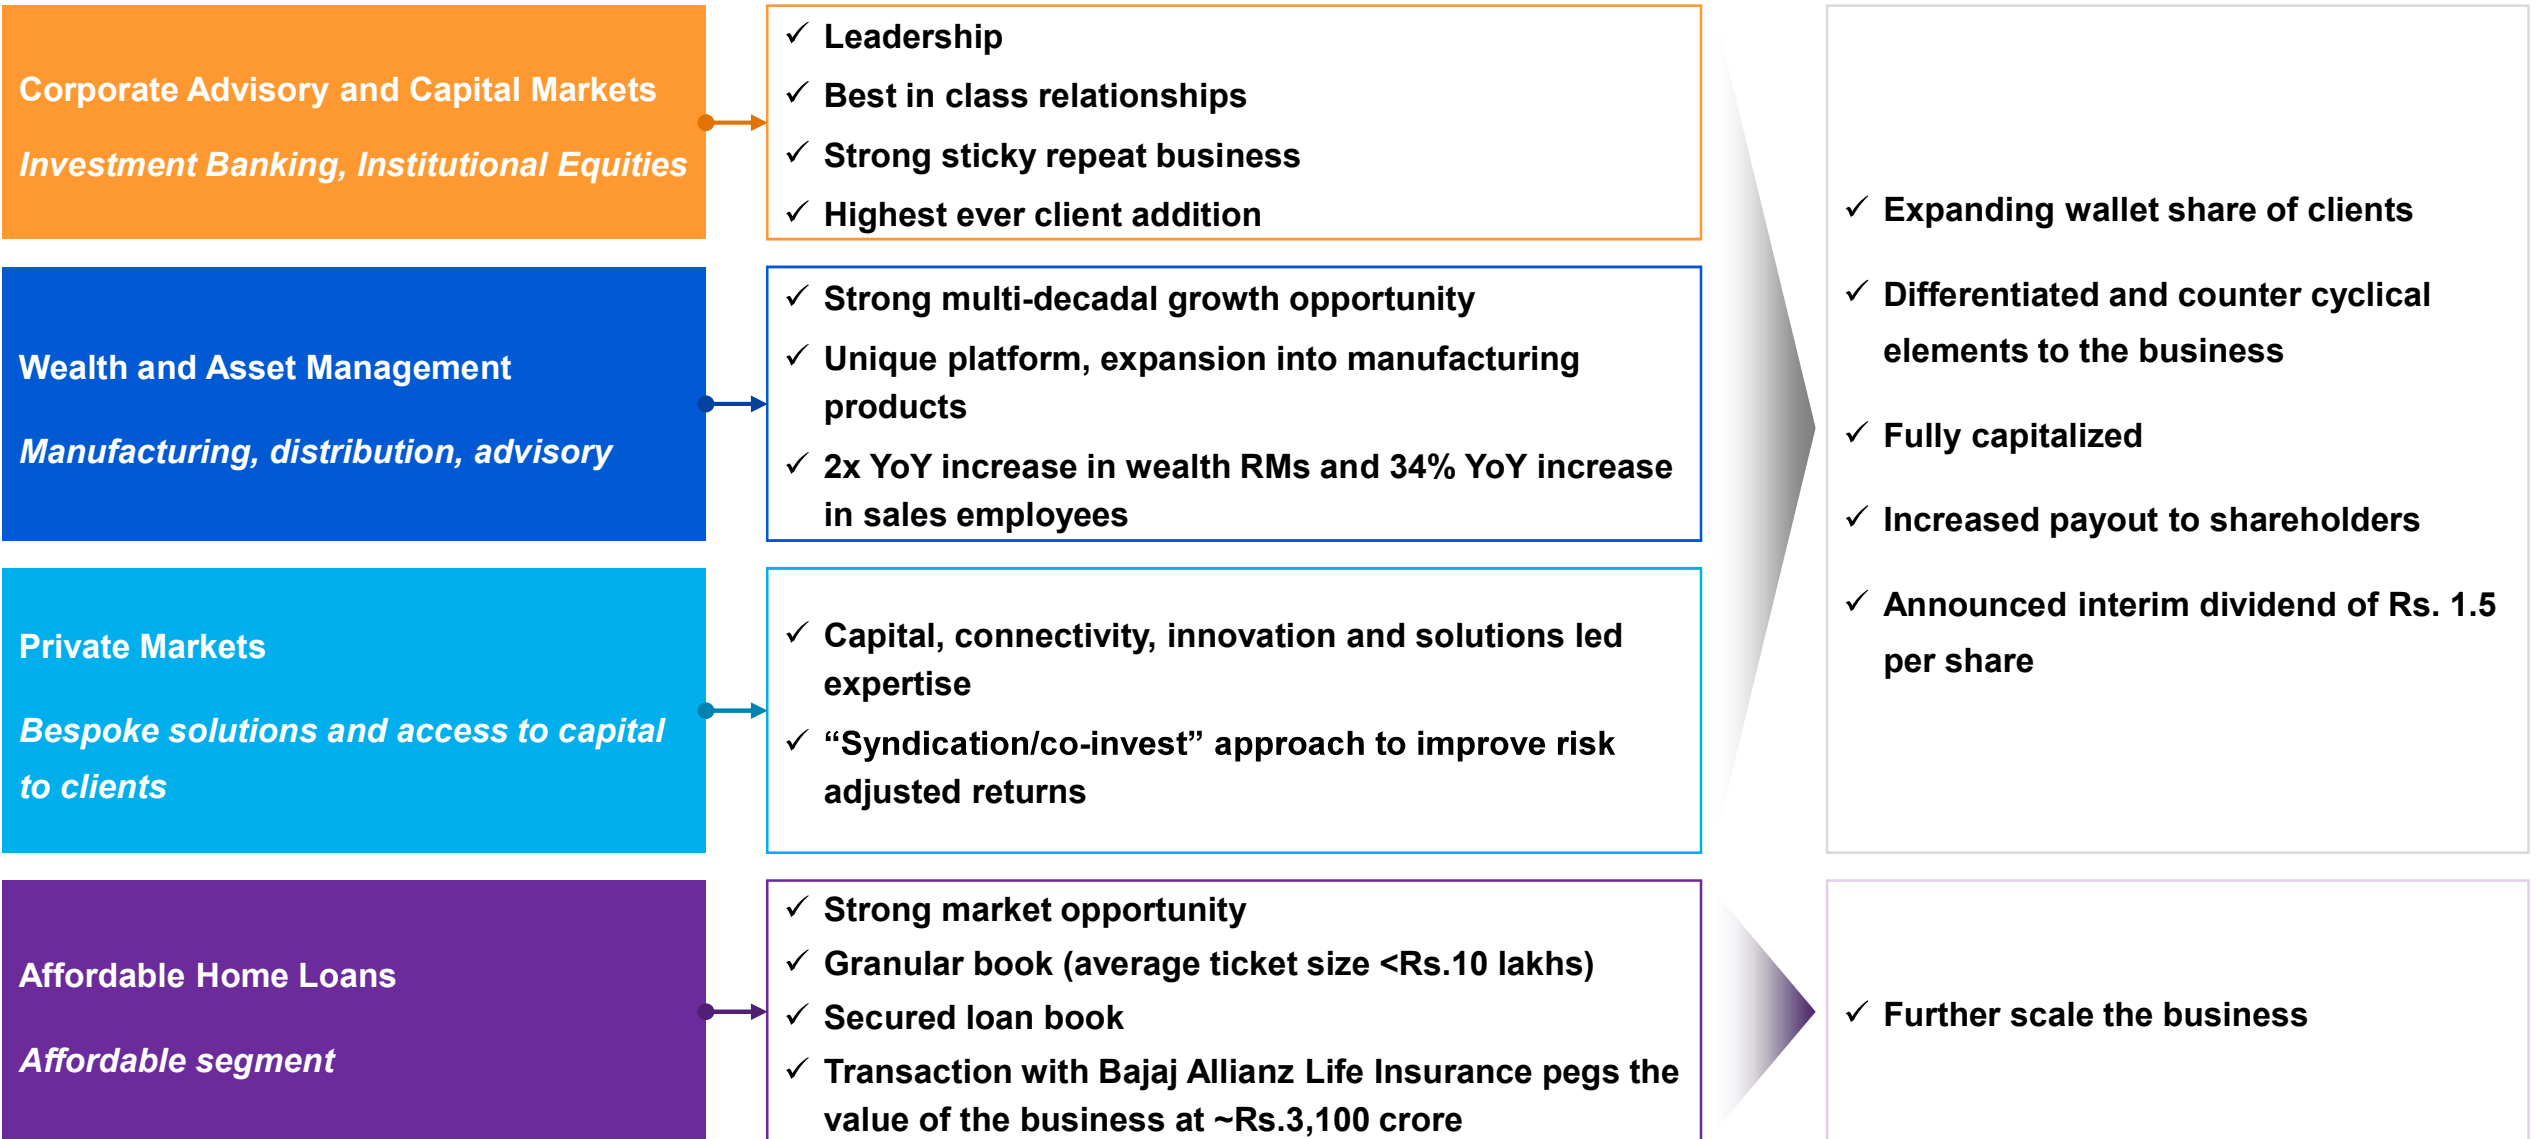 Corporate Advisory and Capital Markets
Investment Banking, Institutional Equities
✓ Leadership
✓ Best in class relationships
✓ Strong sticky repeat business
✓ Highest ever client addition
Wealth and Asset Management
Manufacturing, distribution, advisory
✓ Strong multi-decadal growth opportunity
✓ Unique platform, expansion into manufacturing
products
✓ 2x YoY increase in wealth RMs and 34% YoY increase
in sales employees
Private Markets
Bespoke solutions and access to capital
to clients
✓ Capital, connectivity, innovation and solutions led
expertise
✓ “Syndication/co-invest” approach to improve risk
adjusted returns
✓ Expanding wallet share of clients
✓ Differentiated and counter cyclical
elements to the business
✓ Fully capitalized
✓ Increased payout to shareholders
✓ Announced interim dividend of Rs. 1.5
per share
Affordable Home Loans
Affordable segment
✓ Strong market opportunity
✓ Granular book (average ticket size <Rs.10 lakhs)
✓ Secured loan book
✓ Transaction with Bajaj Allianz Life Insurance pegs the
value of the business at ~Rs.3,100 crore
✓ Further scale the business